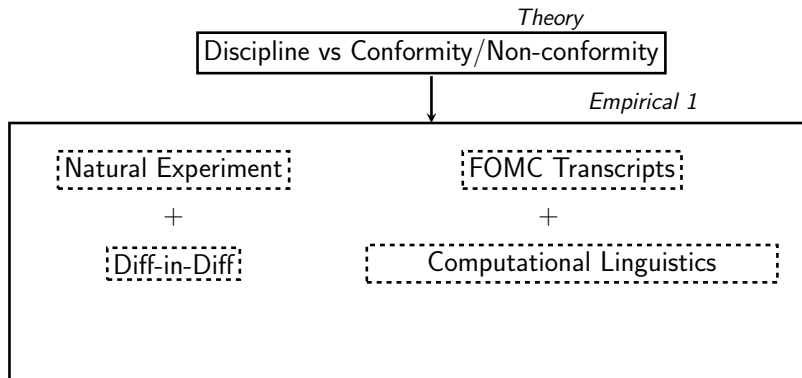 Theory
Discipline vs Conformity/Non-conformity
Empirical 1
Natural Experiment
+
Diff-in-Diff
FOMC Transcripts
+
Computational Linguistics